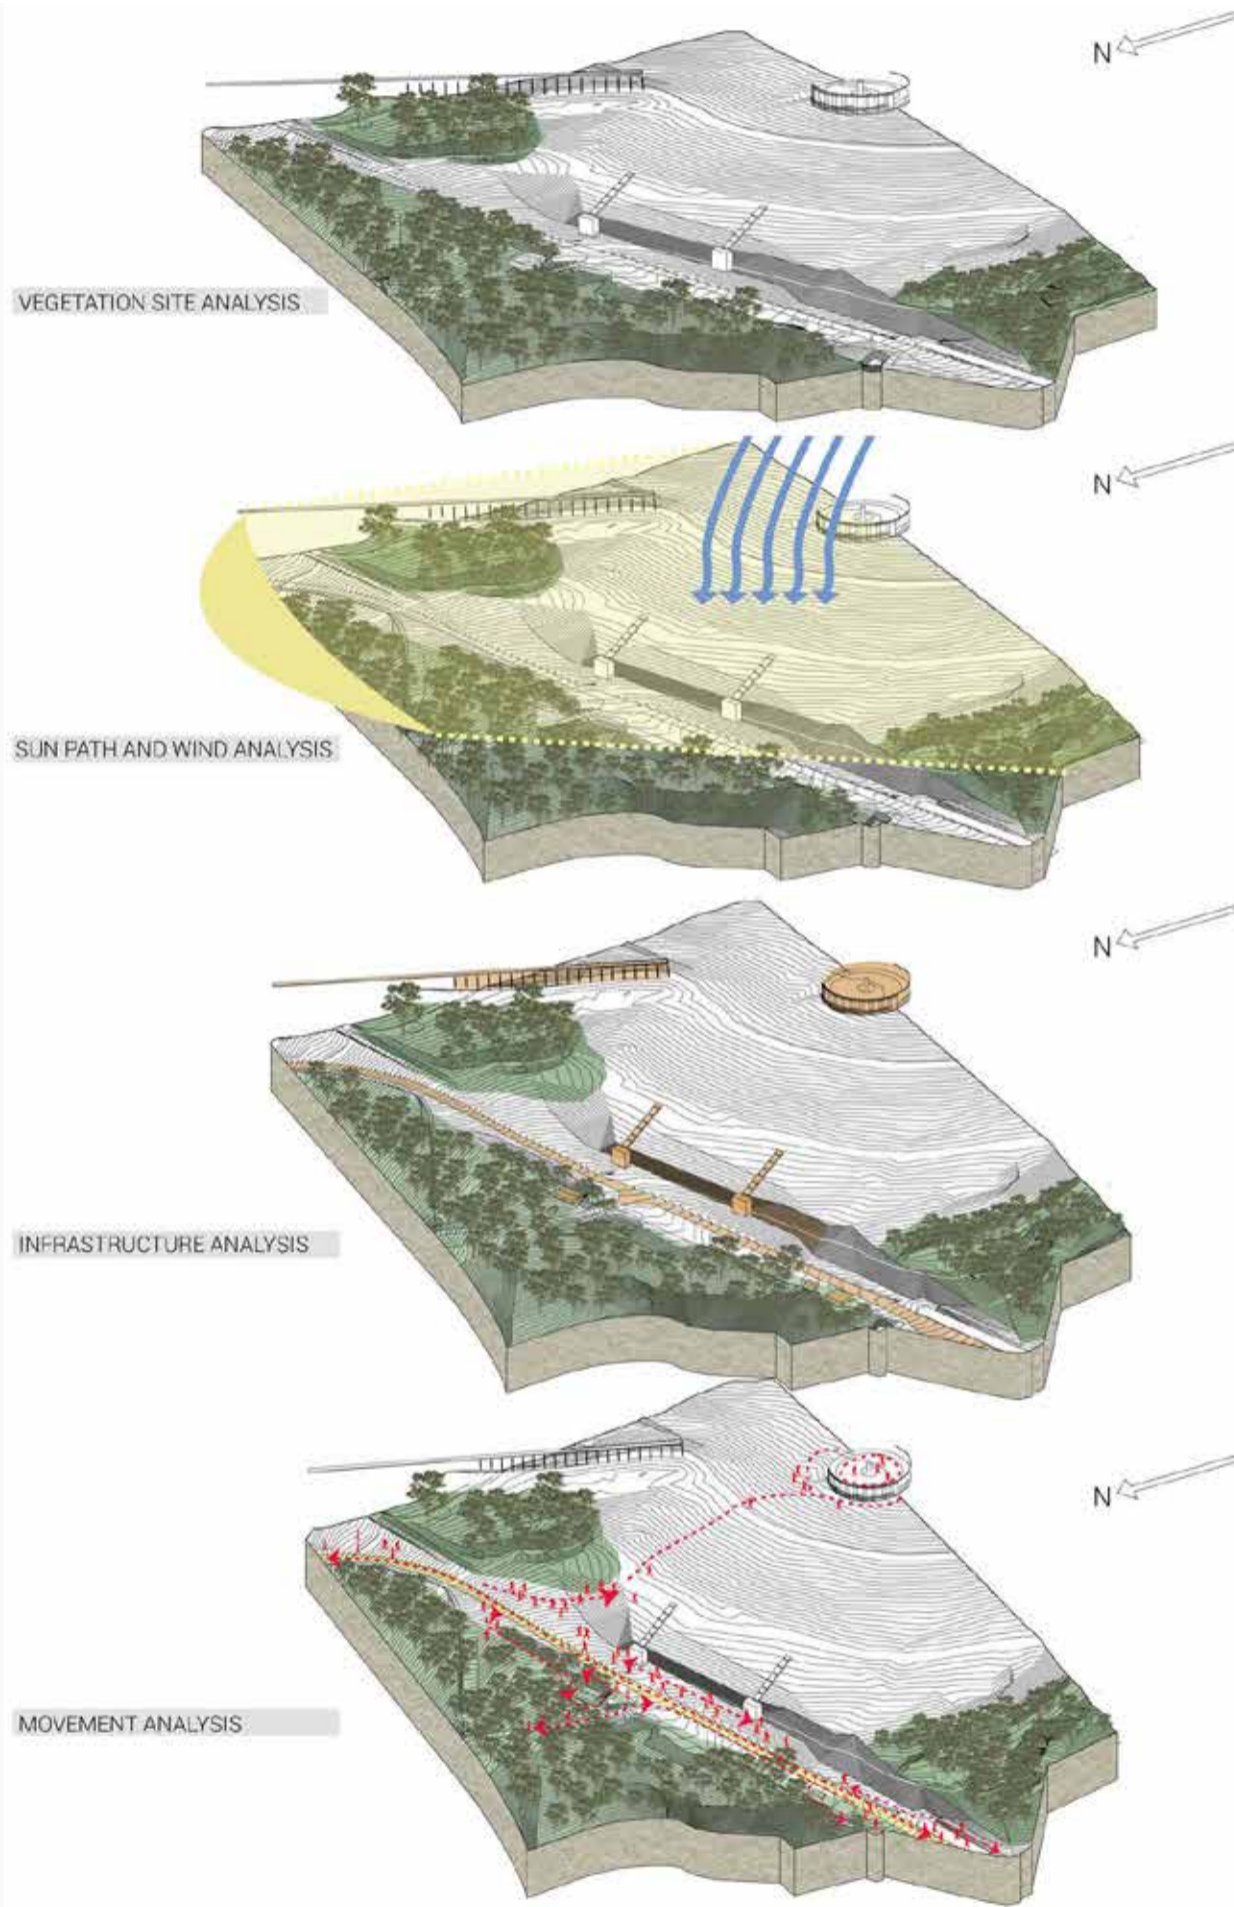 N
VEGETATION SITE ANALYSIS
N
SUN PATH AND WIND ANALYSIS
N
INFRASTRUCTURE ANALYSIS
N
MOVEMENT ANALYSIS